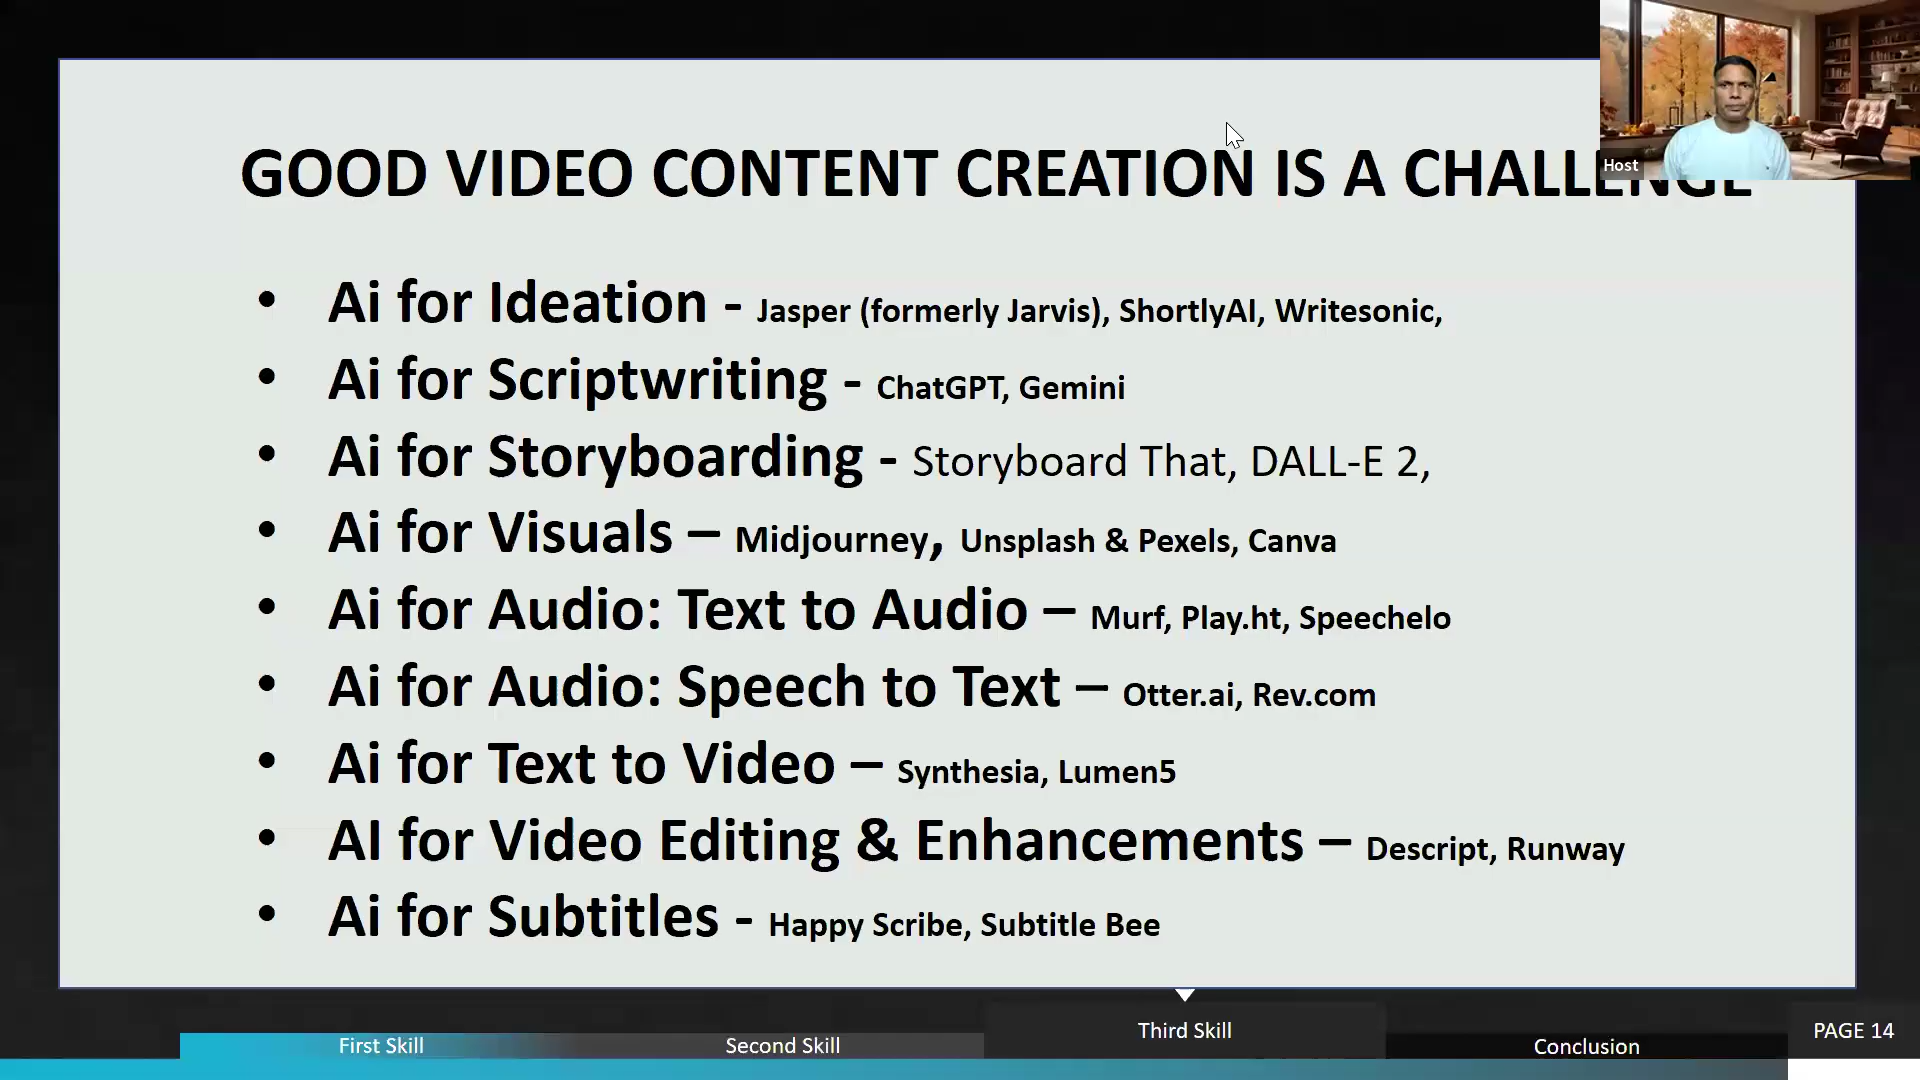 GOOD VIDEO CONTENT CREATION IS A CHALLENGE
Host
• Ai for Ideation - Jasper (formerly Jarvis), ShortlyAI, Writesonic,
• Ai for Scriptwriting - ChatGPT, Gemini
• Ai for Storyboarding - Storyboard That, DALL-E 2,
• Ai for Visuals – Midjourney, Unsplash & Pexels, Canva
• Ai for Audio: Text to Audio – Murf, Play.ht, Speechelo
• Ai for Audio: Speech to Text – Otter.ai, Rev.com
• Ai for Text to Video – Synthesia, Lumen5
• AI for Video Editing & Enhancements – Descript, Runway
• Ai for Subtitles - Happy Scribe, Subtitle Bee
First Skill
Second Skill
Third Skill
Conclusion
PAGE 14